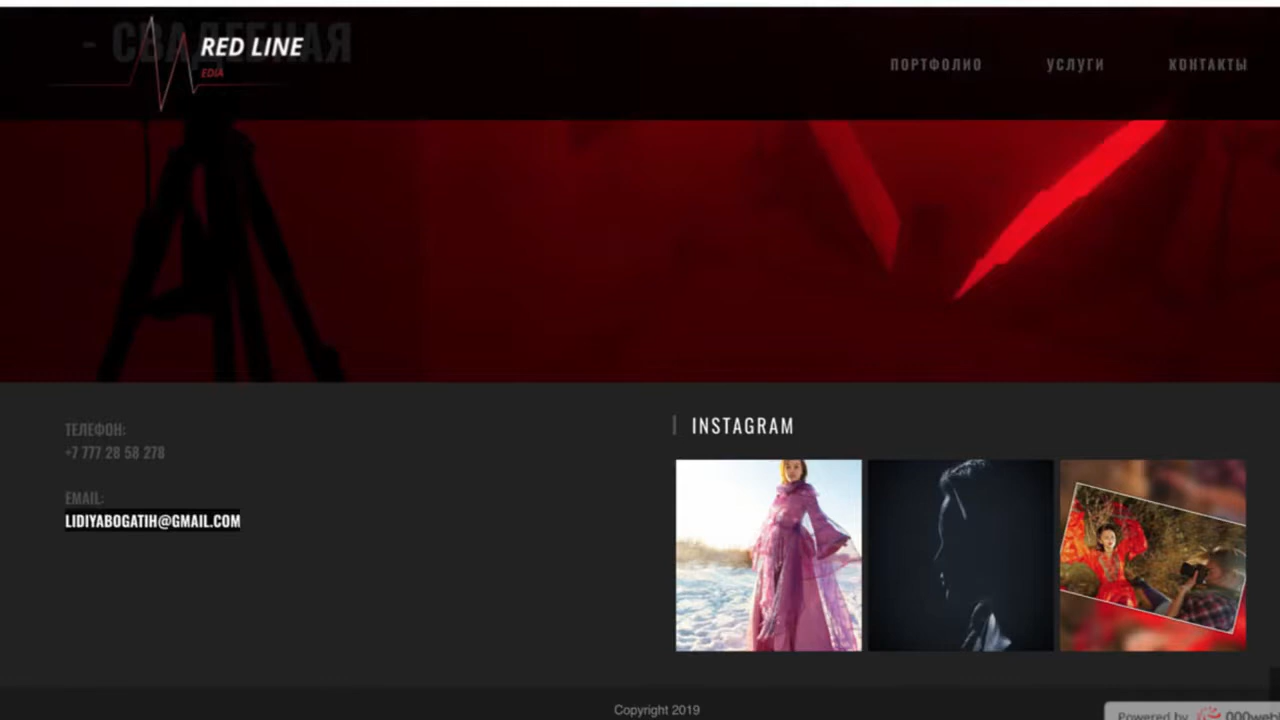 - СВАДЕБНАЯ
RED LINE
EDIA
ПОРТФОЛИО
УСЛУГИ
КОНТАКТЫ
ТЕЛЕФОН:
+7 777 28 58 278
EMAIL:
LIDIYABOGATIH@GMAIL.COM
INSTAGRAM
Copyright 2019
Powered by